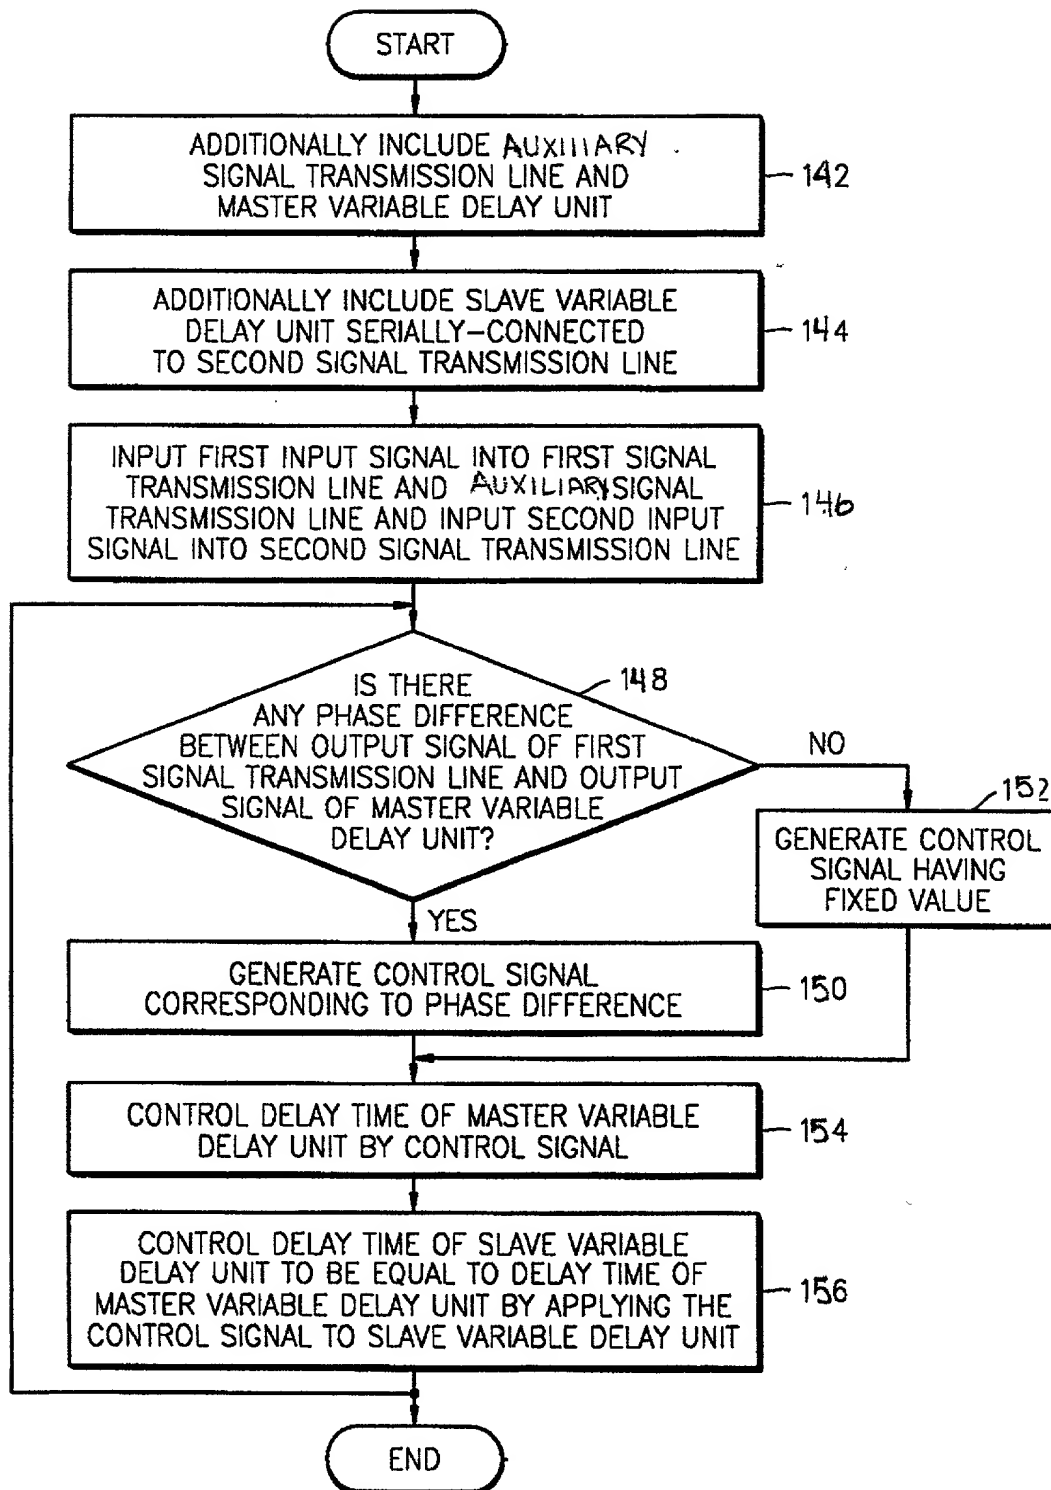 START
ADDITIONALLY INCLUDE AUXILIARY
SIGNAL TRANSMISSION LINE AND
MASTER VARIABLE DELAY UNIT
142
ADDITIONALLY INCLUDE SLAVE VARIABLE
DELAY UNIT SERIALLY-CONNECTED
TO SECOND SIGNAL TRANSMISSION LINE
144
INPUT FIRST INPUT SIGNAL INTO FIRST SIGNAL
TRANSMISSION LINE AND AUXILIARY SIGNAL
TRANSMISSION LINE AND INPUT SECOND INPUT
SIGNAL INTO SECOND SIGNAL TRANSMISSION LINE
146
IS THERE
ANY PHASE DIFFERENCE
BETWEEN OUTPUT SIGNAL OF FIRST
SIGNAL TRANSMISSION LINE AND OUTPUT
SIGNAL OF MASTER VARIABLE
DELAY UNIT?
148
NO
152
GENERATE CONTROL
SIGNAL HAVING
FIXED VALUE
YES
GENERATE CONTROL SIGNAL
CORRESPONDING TO PHASE DIFFERENCE
150
CONTROL DELAY TIME OF MASTER VARIABLE
DELAY UNIT BY CONTROL SIGNAL
154
CONTROL DELAY TIME OF SLAVE VARIABLE
DELAY UNIT TO BE EQUAL TO DELAY TIME OF
MASTER VARIABLE DELAY UNIT BY APPLYING THE
CONTROL SIGNAL TO SLAVE VARIABLE DELAY UNIT
156
END